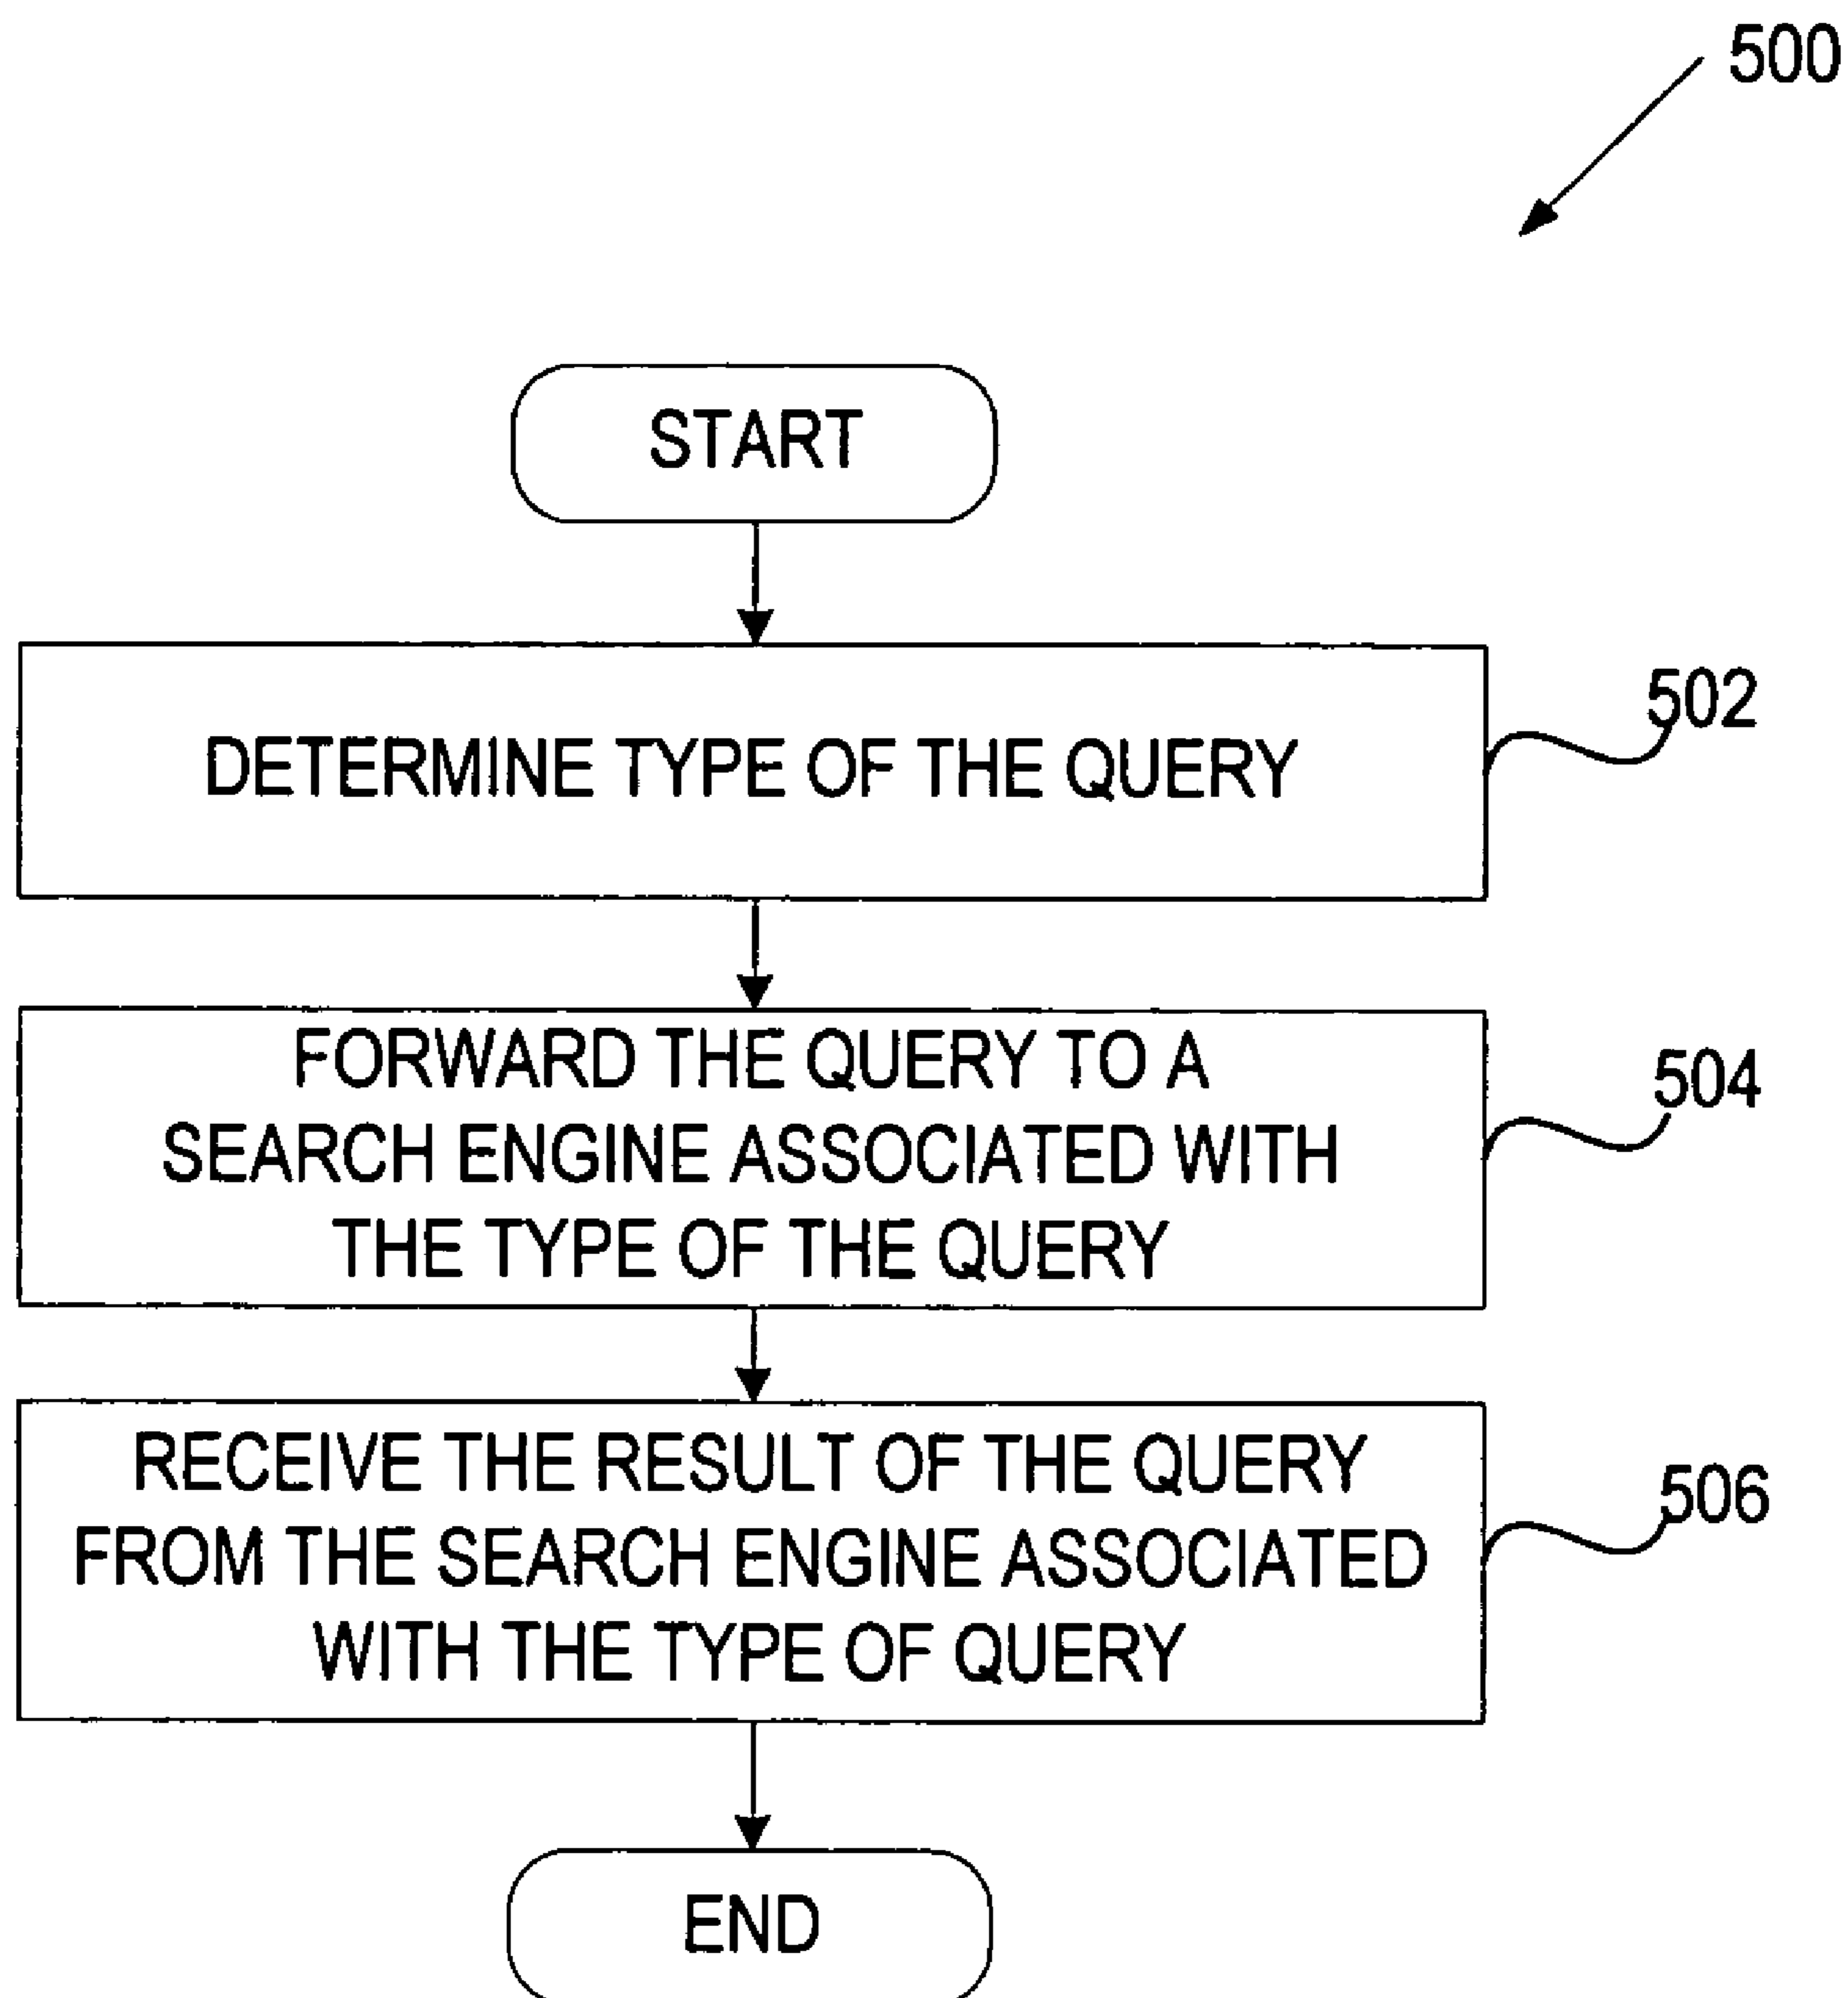 500
START
DETERMINE TYPE OF THE QUERY
502
FORWARD THE QUERY TO A
SEARCH ENGINE ASSOCIATED WITH
THE TYPE OF THE QUERY
504
RECEIVE THE RESULT OF THE QUERY
FROM THE SEARCH ENGINE ASSOCIATED
WITH THE TYPE OF QUERY
506
END